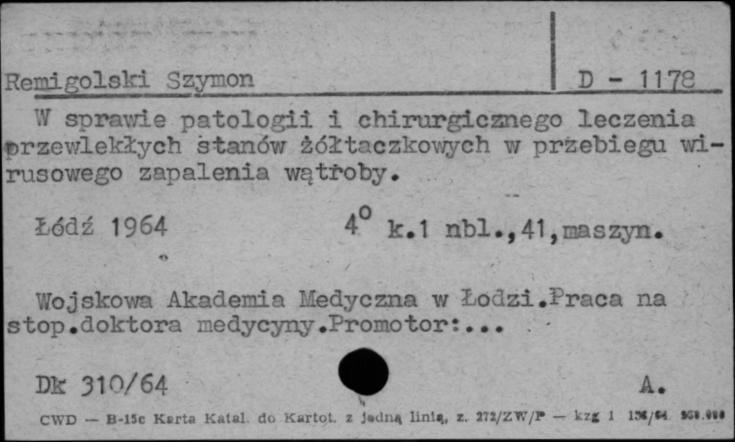 Remigolski Szymon D - 1178
W sprawie patologii i chirurgicznego leczenia
przewlekłych stanów żółtaczkowych w przebiegu wi-
rusowego zapalenia wątroby.
Łódź 1964 4° k.1 nbl.,41,maszyn.
Wojskowa Akademia Medyczna w Łodzi.Praca na
stop.doktora medycyny.Promotor:...
Dk 310/64 A.
CWD — B-15c Karta Katal. do Kartot. z jedną linią, z. 272/ZW/P — kzg 1